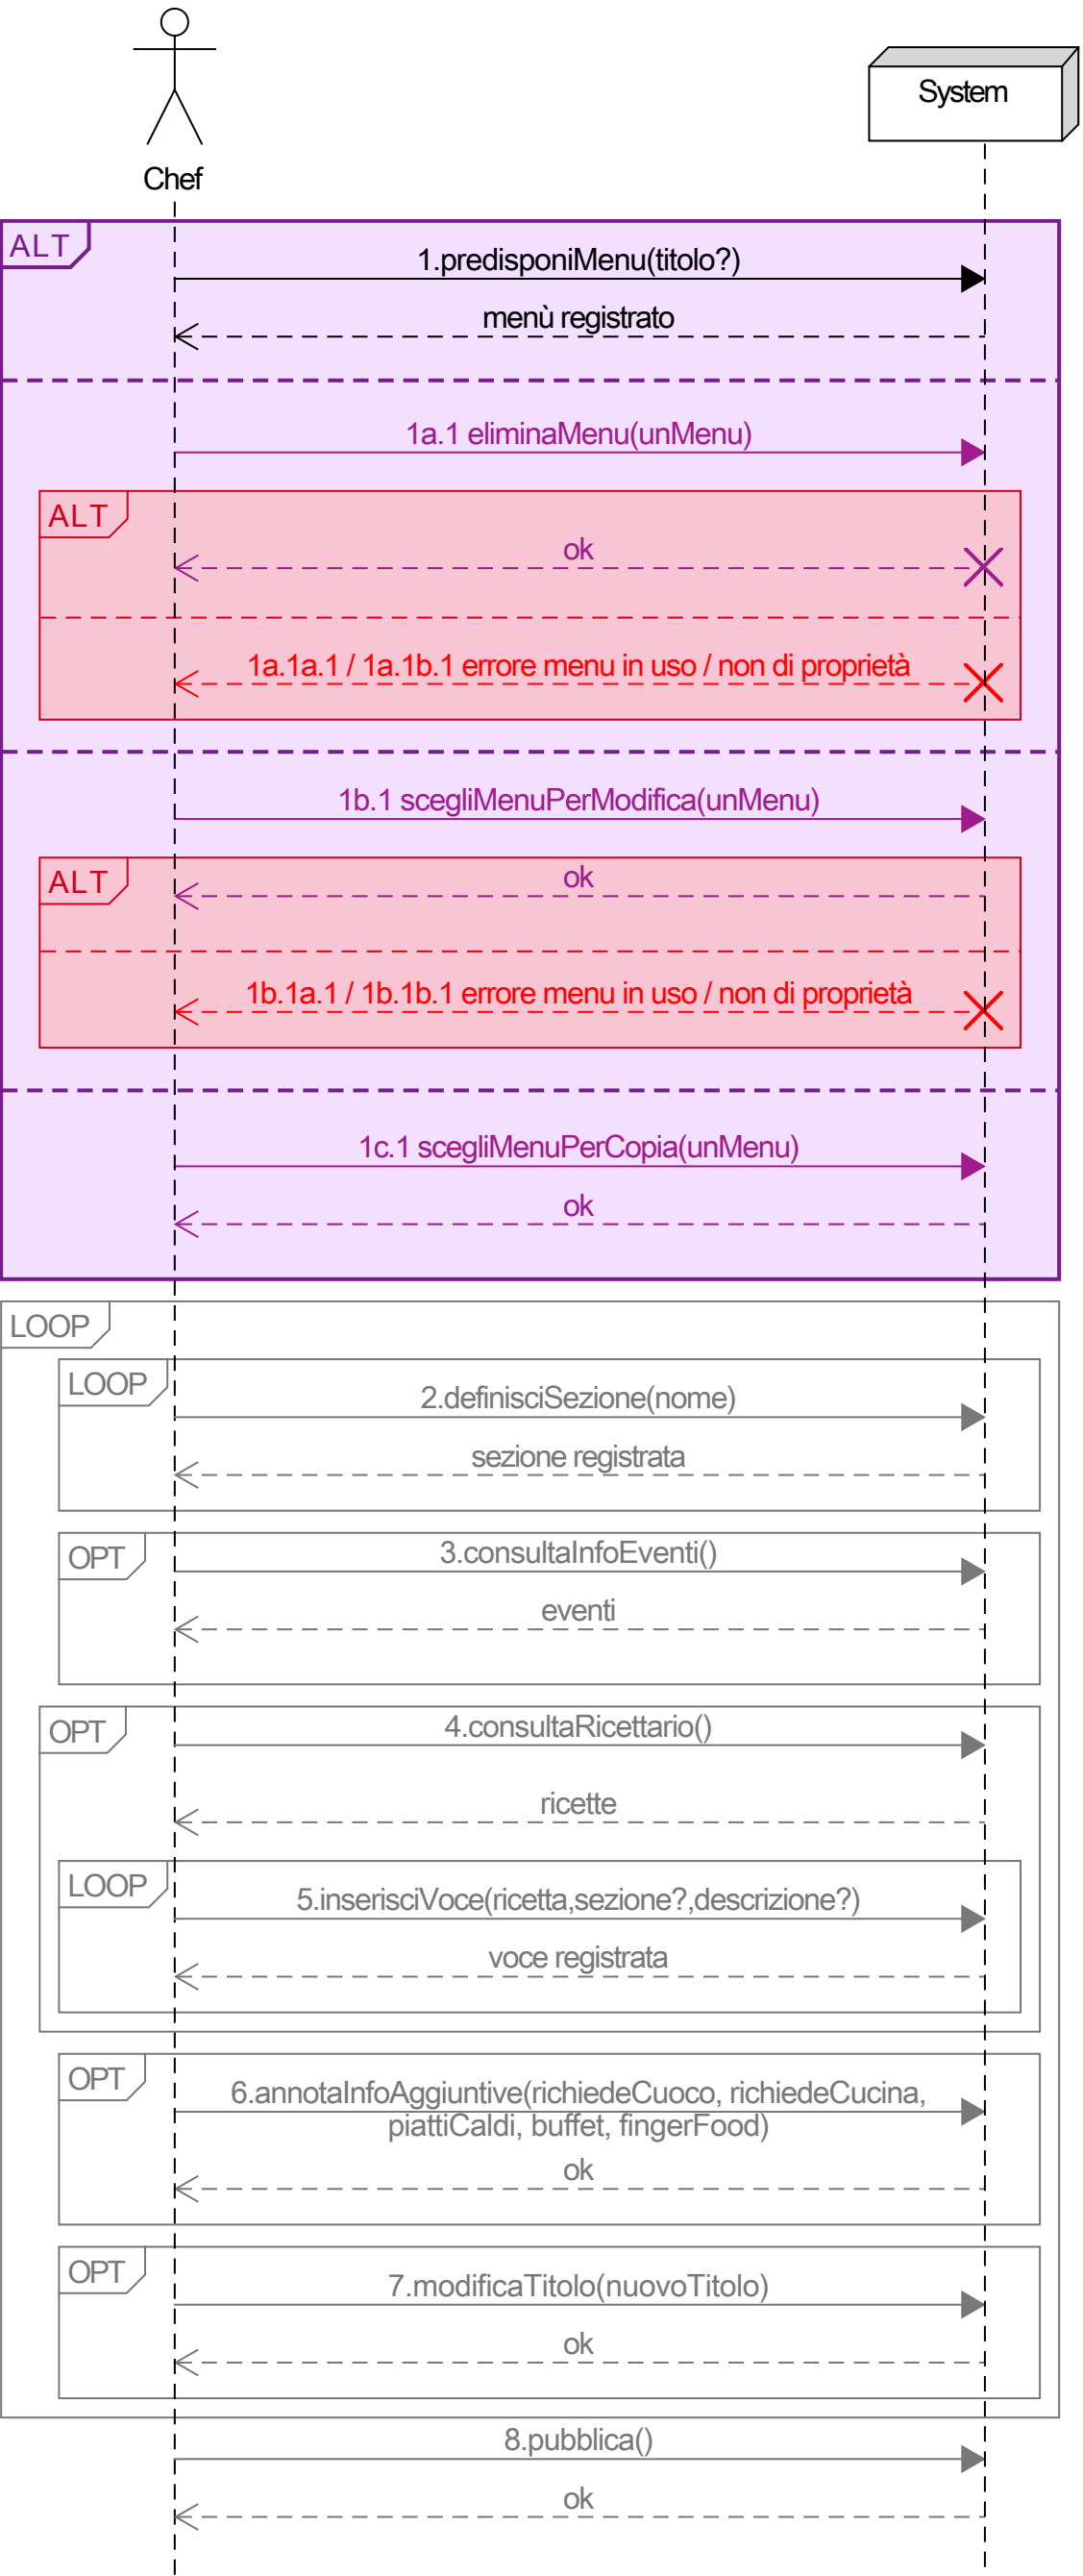 System
Chef
ALT
1.predisponiMenu(titolo?)
menù registrato
1a.1 eliminaMenu(unMenu)
ALT
ok
1a.1a.1 / 1a.1b.1 errore menu in uso / non di proprietà
1b.1 scegliMenuPerModifica(unMenu)
ALT
ok
1b.1a.1 / 1b.1b.1 errore menu in uso / non di proprietà
1c.1 scegliMenuPerCopia(unMenu)
ok
LOOP
LOOP
2.definisciSezione(nome)
sezione registrata
OPT
3.consultaInfoEventi()
eventi
OPT
4.consultaRicettario()
ricette
LOOP
5.inserisciVoce(ricetta,sezione?,descrizione?)
voce registrata
OPT
6.annotaInfoAggiuntive(richiedeCuoco, richiedeCucina,
piattiCaldi, buffet, fingerFood)
ok
OPT
7.modificaTitolo(nuovoTitolo)
ok
8.pubblica()
ok